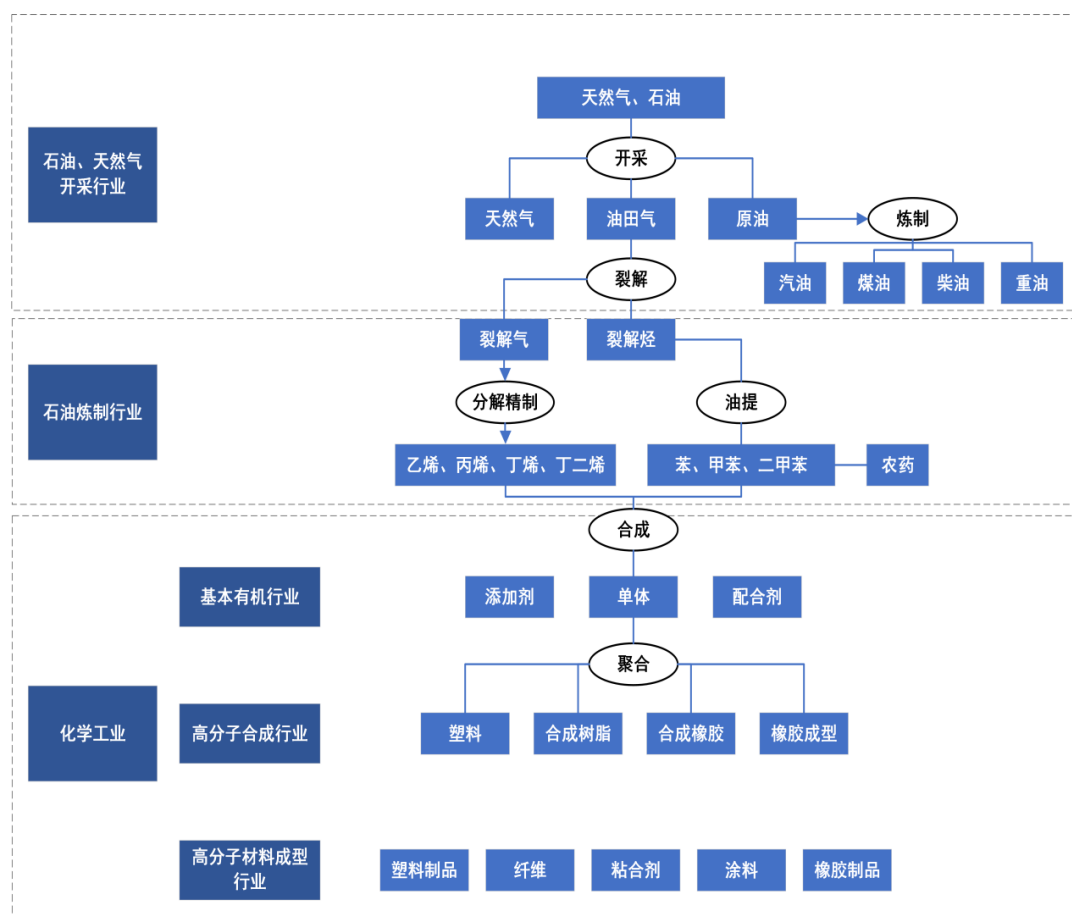 天然气、石油
石油、天然气
开采行业
开采
天然气
油田气
原油
炼制
裂解
汽油
煤油
柴油
重油
裂解气
裂解烃
石油炼制行业
分解精制
油提
乙烯、丙烯、丁烯、丁二烯
苯、甲苯、二甲苯
农药
合成
基本有机行业
添加剂
单体
配合剂
聚合
化学工业
高分子合成行业
塑料
合成树脂
合成橡胶
橡胶成型
高分子材料成型
行业
塑料制品
纤维
粘合剂
涂料
橡胶制品